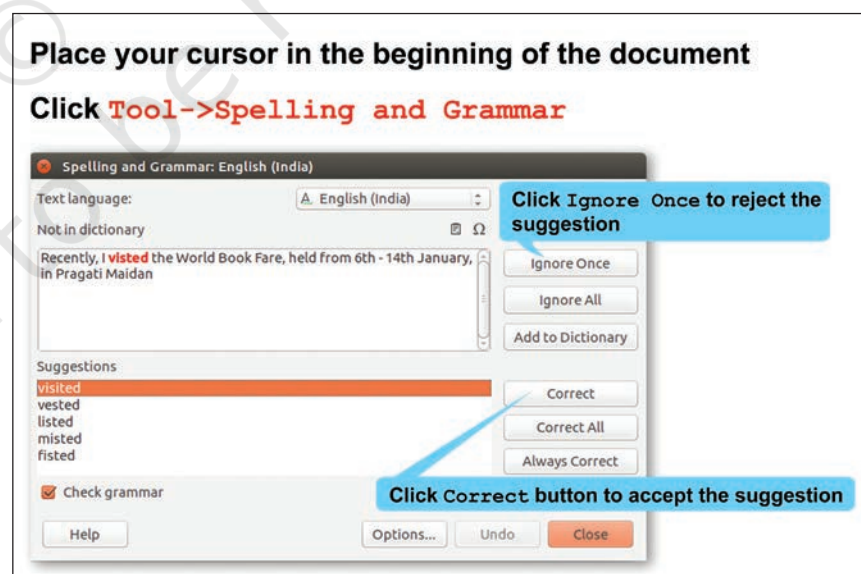 Place your cursor in the beginning of the document
Click Tool->Spelling and Grammar
Spelling and Grammar: English (India)
Text language:
A English (India)
Click Ignore Once to reject the
suggestion
Not in dictionary
Ω
Recently, I visted the World Book Fare, held from 6th - 14th January,
in Pragati Maidan
Ignore Once
Ignore All
Add to Dictionary
Suggestions
visited
vested
listed
misted
fisted
Correct
Correct All
Always Correct
Check grammar
Click Correct button to accept the suggestion
Help
Options...
Undo
Close
© 
to be